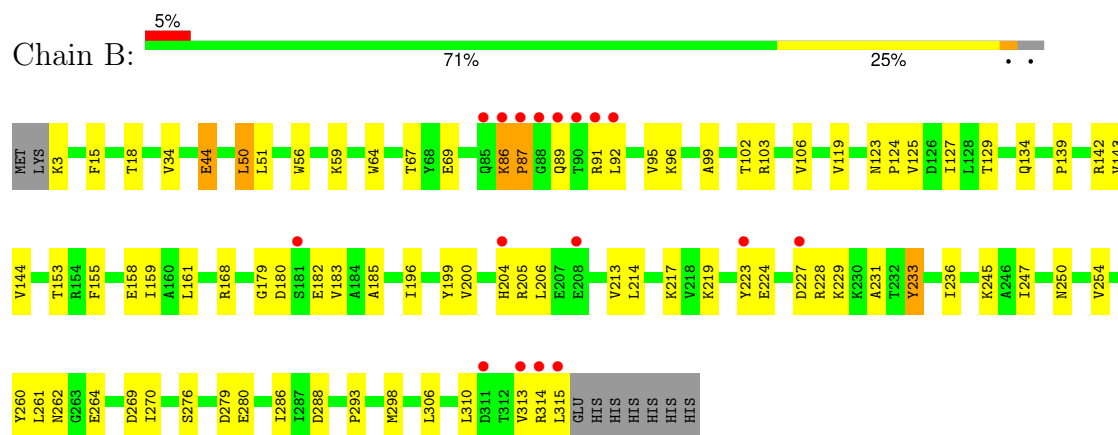 5%
Chain B:
71% 25% • •
MET LYS K3 F15 T18 V34 E44 L50 L51 W56 K59 W64 T67 Y68 E69 Q85 K86 P87 G88 Q89 T90 R91 L92 V95 K96 A99 T102 R103 V106 V119 N123 P124 V125 D126 I127 L128 T129 Q134 P139 R142 V143
V144 T153 R154 F155 E158 I159 A160 L161 R168 G179 D180 S181 E182 V183 A184 A185 I196 Y199 V200 H204 R205 L206 E207 E208 V213 L214 K217 V218 K219 Y223 E224 D227 R228 K229 K230 A231 T232 Y233 I236 K245 A246 I247 N250 V254
Y260 L261 N262 G263 E264 D269 I270 S276 D279 E280 I286 I287 D288 P293 M298 L306 L310 D311 T312 V313 R314 L315 GLU HIS HIS HIS HIS HIS HIS